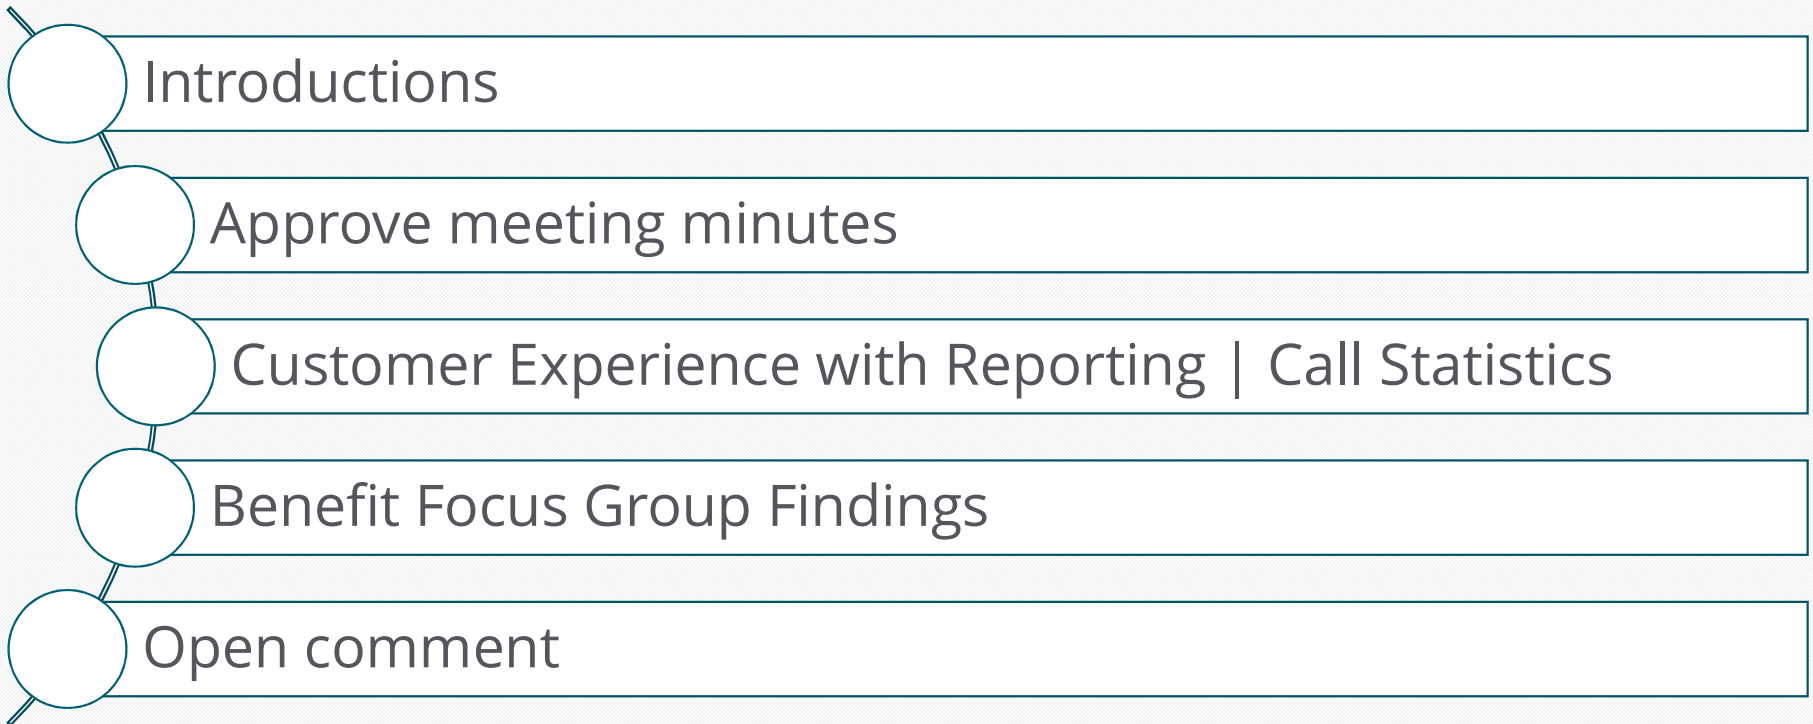 Introductions
Approve meeting minutes
Customer Experience with Reporting | Call Statistics
Benefit Focus Group Findings
Open comment